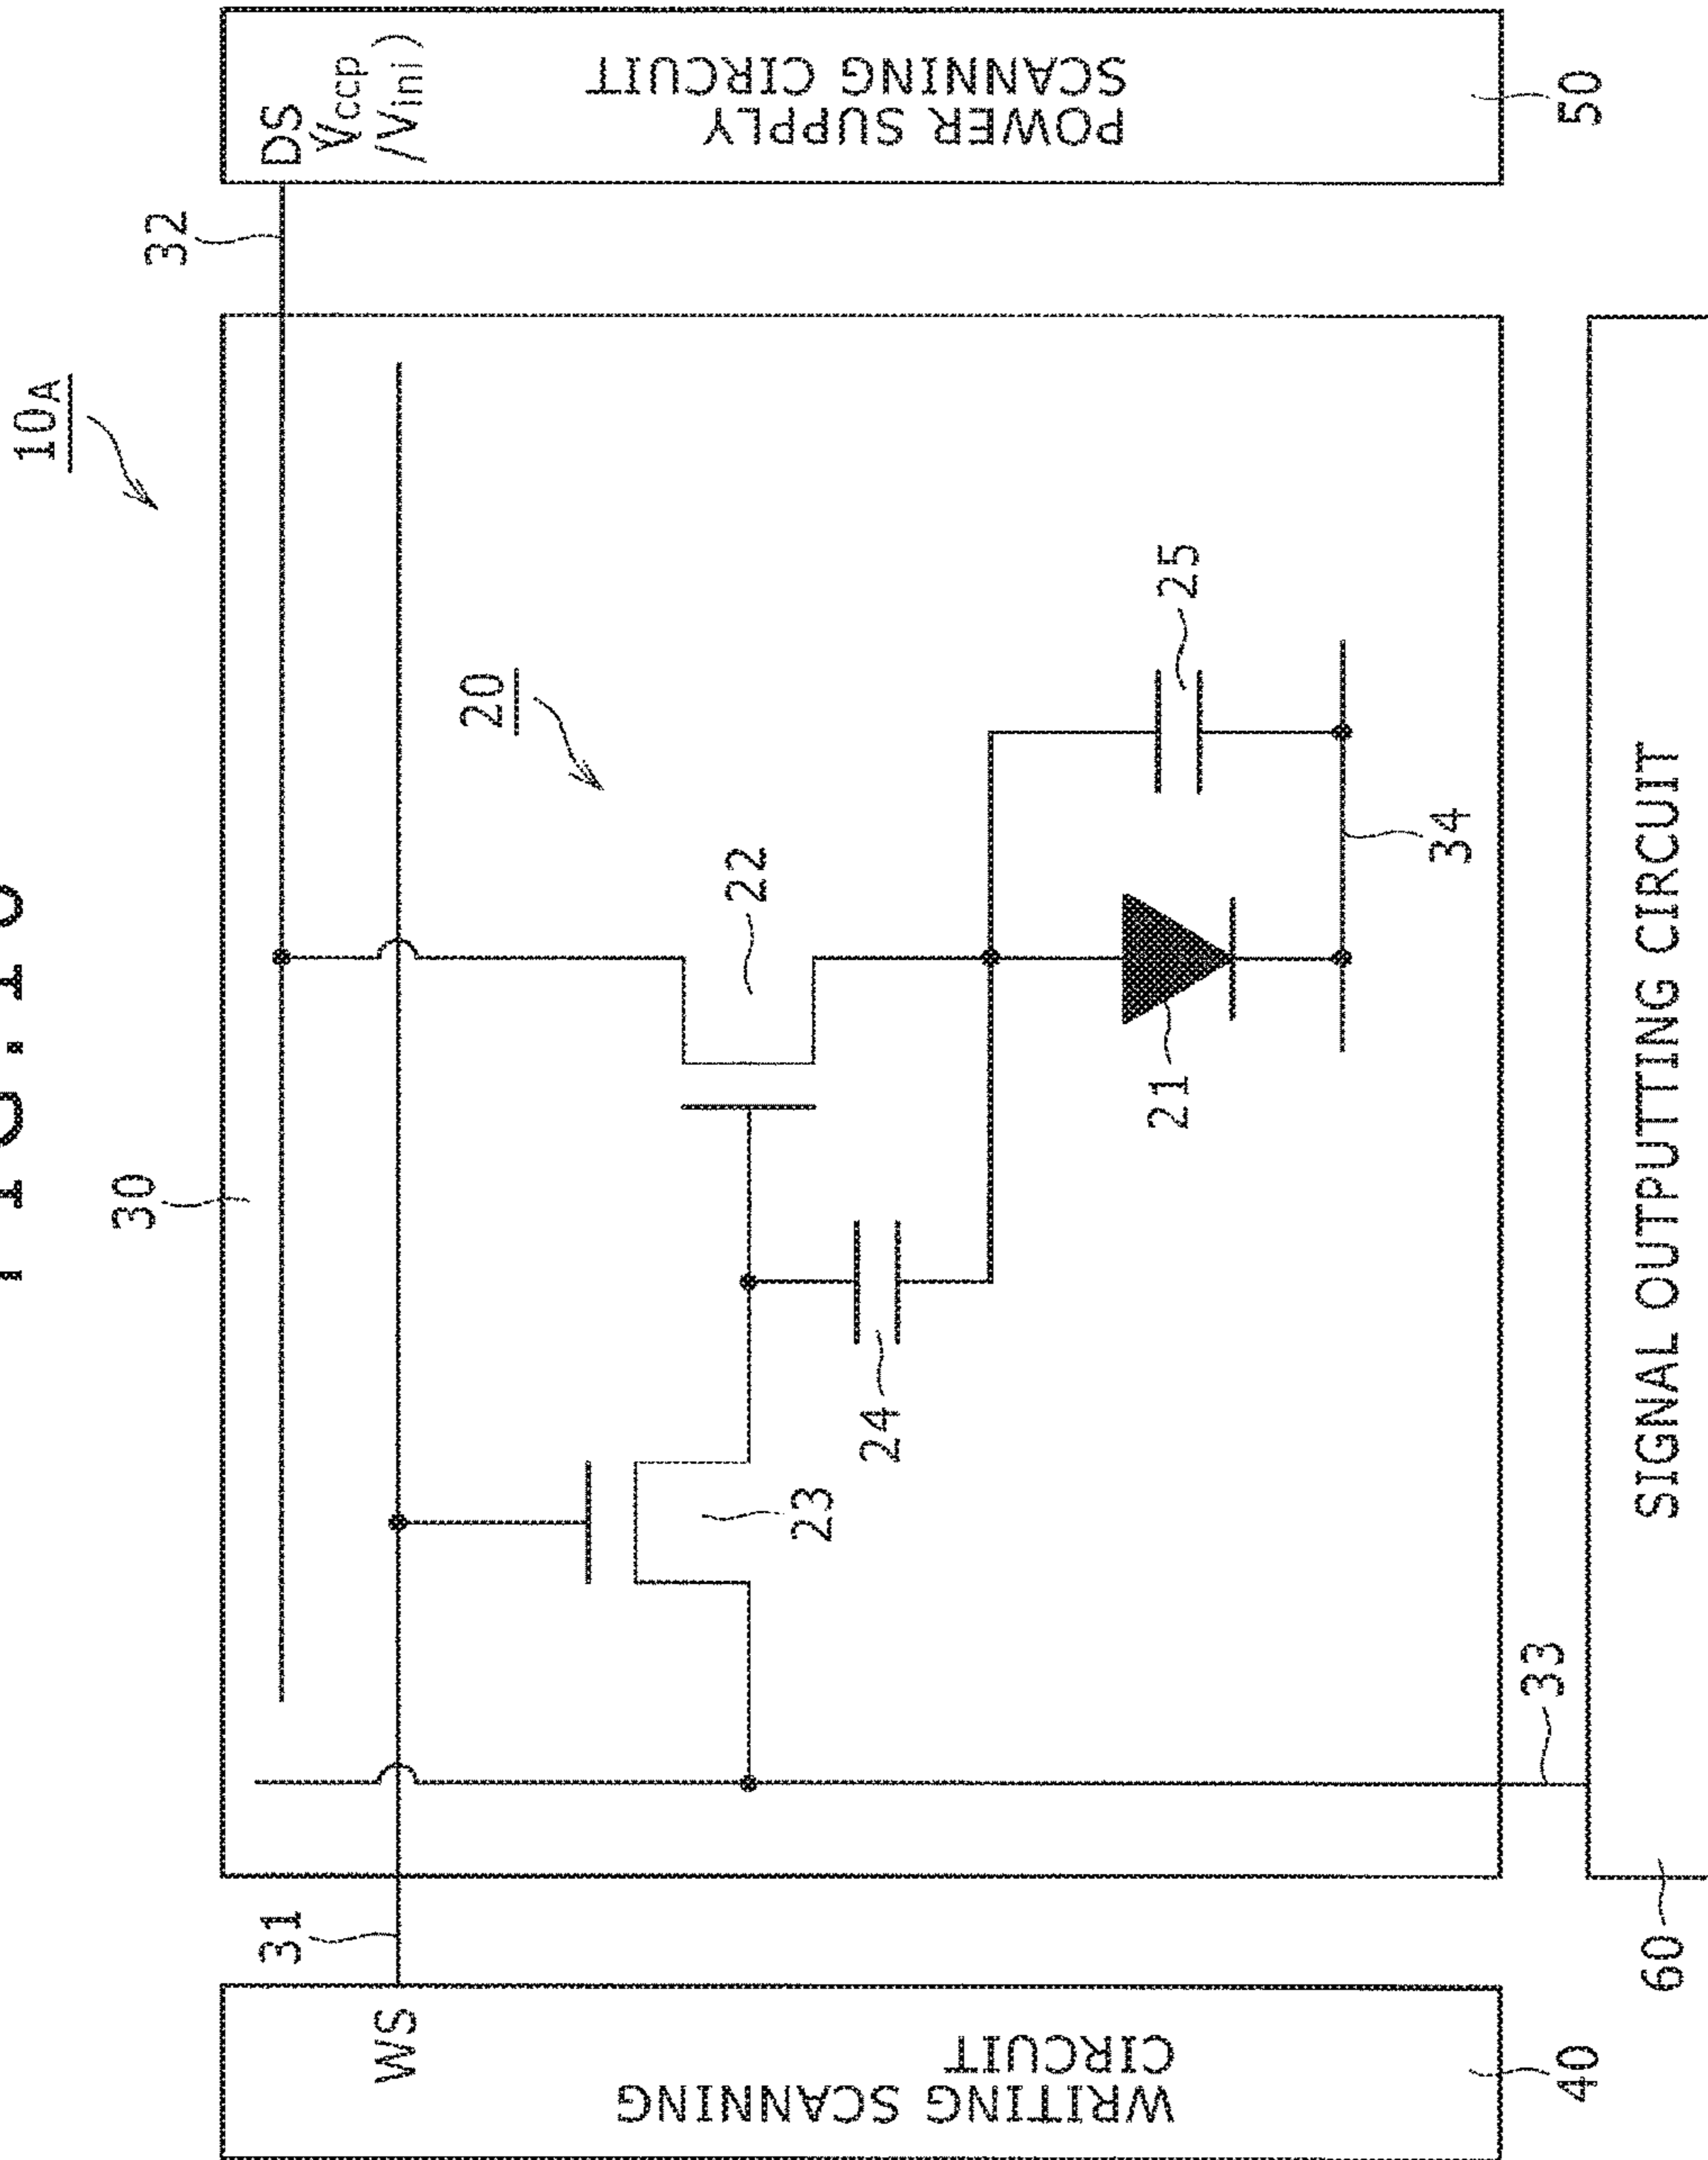 10A
30
32
31
DS
(Vccp
/Vini)
WS
20
22
23
24
21
25
34
33
WRITING SCANNING
CIRCUIT
POWER SUPPLY
SCANNING CIRCUIT
40
50
60
SIGNAL OUTPUTTING CIRCUIT